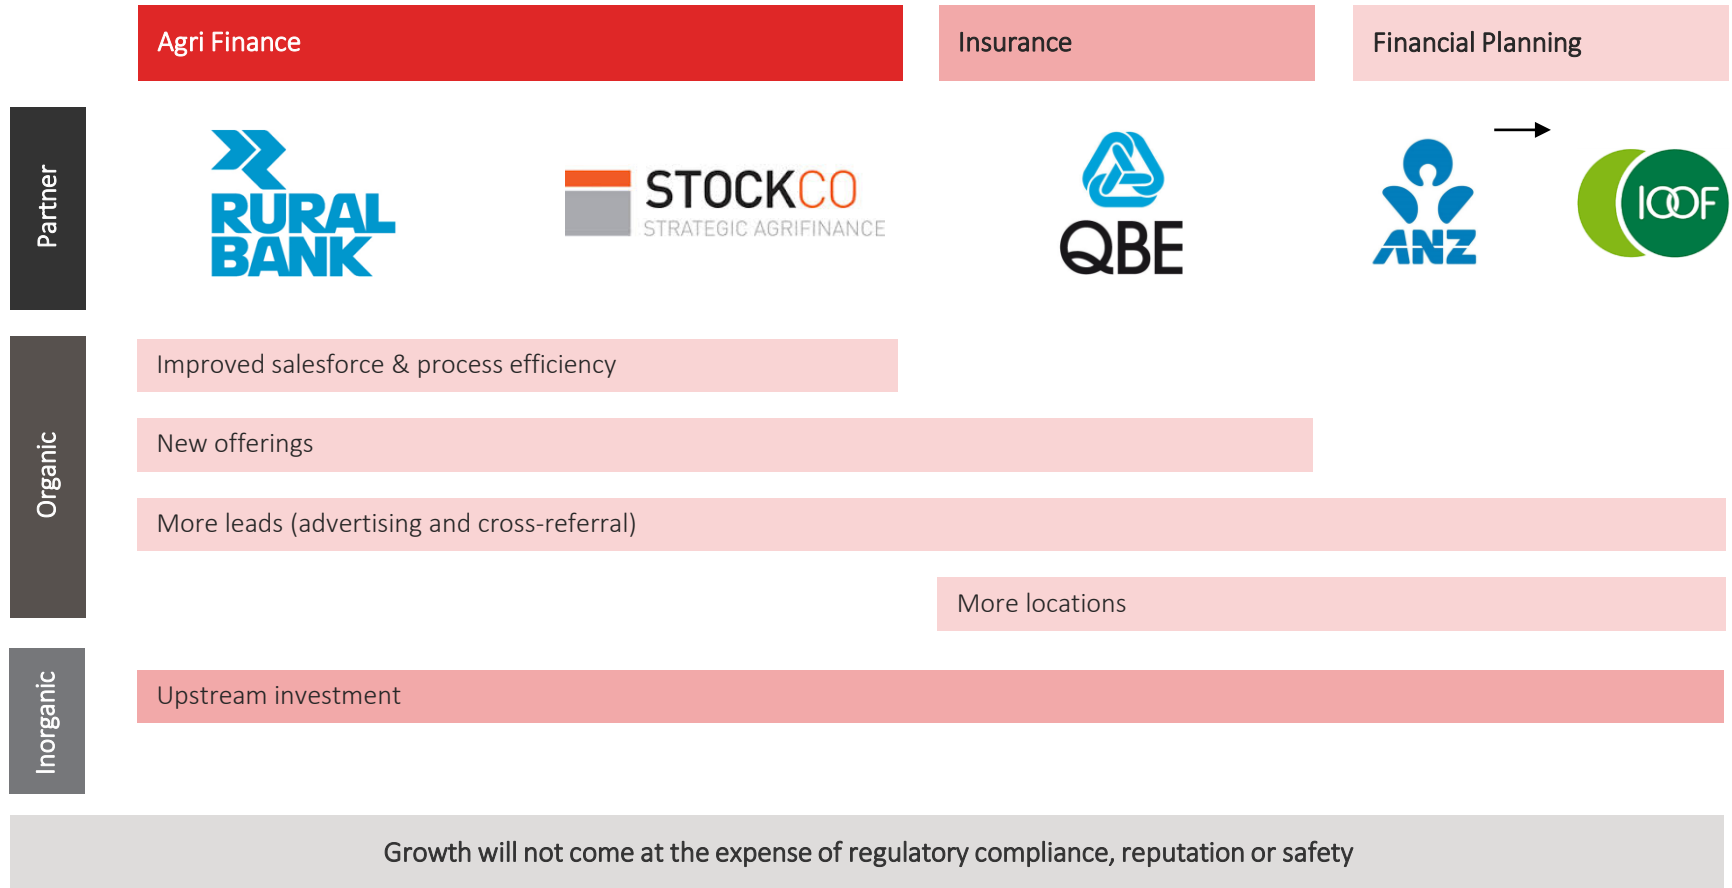 Agri Finance
Insurance
Financial Planning
Partner
RURAL
BANK
STOCKCO
STRATEGIC AGRIFINANCE
QBE
ANZ
IOOF
Organic
Improved salesforce & process efficiency
New offerings
More leads (advertising and cross-referral)
More locations
Inorganic
Upstream investment
Growth will not come at the expense of regulatory compliance, reputation or safety